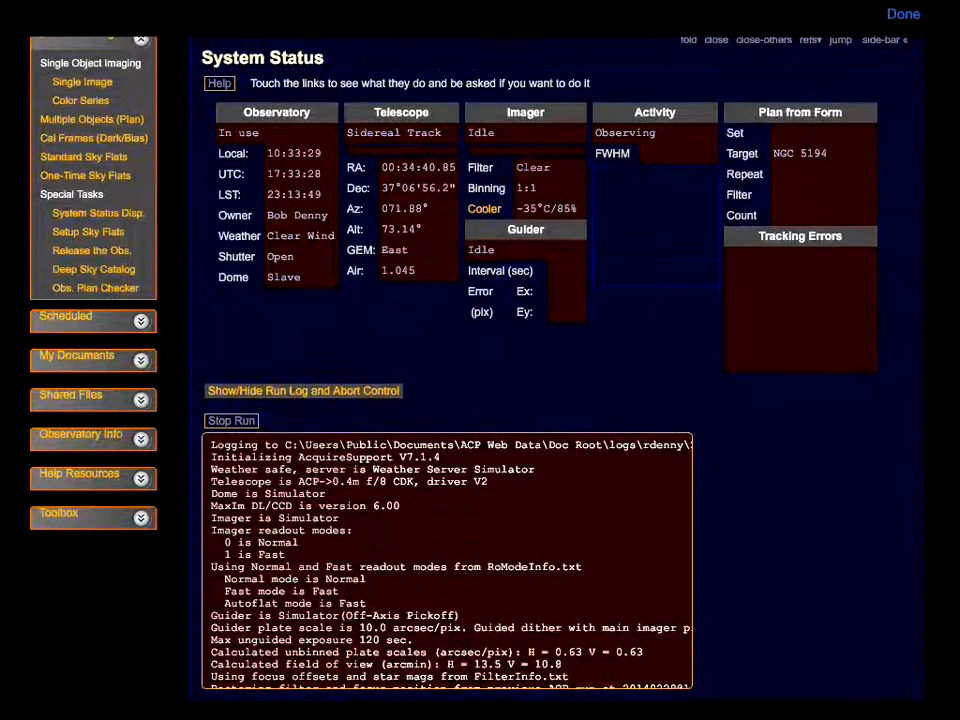 Done
fold close close-others refs▾ jump side-bar «
System Status
Help Touch the links to see what they do and be asked if you want to do it
Single Object Imaging
Single Image
Color Series
Multiple Objects (Plan)
Cal Frames (Dark/Bias)
Standard Sky Flats
One-Time Sky Flats
Special Tasks
System Status Disp.
Setup Sky Flats
Release the Obs.
Deep Sky Catalog
Obs. Plan Checker
Scheduled
My Documents
Shared Files
Observatory Info
Help Resources
Toolbox
Observatory
In use
Local: 10:33:29
UTC: 17:33:28
LST: 23:13:49
Owner Bob Denny
Weather Clear Wind
Shutter Open
Dome Slave
Telescope
Sidereal Track
RA: 00:34:40.85
Dec: 37°06'56.2"
Az: 071.88°
Alt: 73.14°
GEM: East
Air: 1.045
Imager
Idle
Filter Clear
Binning 1:1
Cooler -35°C/85%
Guider
Idle
Interval (sec)
Error Ex:
(pix) Ey:
Activity
Observing
FWHM
Plan from Form
Set
Target NGC 5194
Repeat
Filter
Count
Tracking Errors
Show/Hide Run Log and Abort Control
Stop Run
Logging to C:\Users\Public\Documents\ACP Web Data\Doc Root\logs\rdenny\
Initializing AcquireSupport V7.1.4
Weather safe, server is Weather Server Simulator
Telescope is ACP->0.4m f/8 CDK, driver V2
Dome is Simulator
MaxIm DL/CCD is version 6.00
Imager is Simulator
Imager readout modes:
0 is Normal
1 is Fast
Using Normal and Fast readout modes from RoModeInfo.txt
Normal mode is Normal
Fast mode is Fast
Autoflat mode is Fast
Guider is Simulator(Off-Axis Pickoff)
Guider plate scale is 10.0 arcsec/pix. Guided dither with main imager p
Max unguided exposure 120 sec.
Calculated unbinned plate scales (arcsec/pix): H = 0.63 V = 0.63
Calculated field of view (arcmin): H = 13.5 V = 10.8
Using focus offsets and star mags from FilterInfo.txt